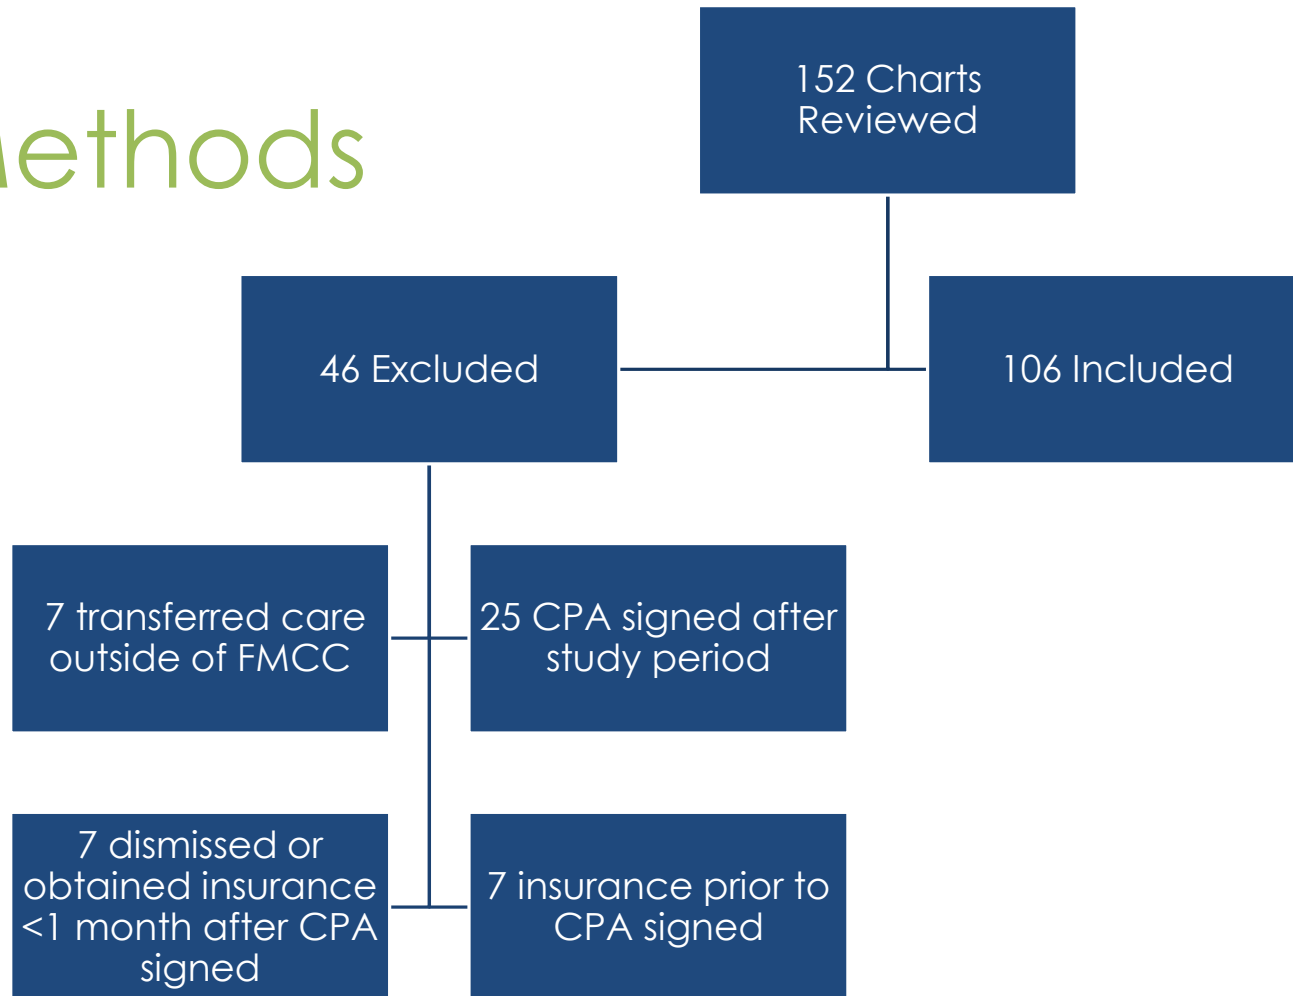 ethods
152 Charts
Reviewed
46 Excluded
106 Included
7 transferred care
outside of FMCC
25 CPA signed after
study period
7 dismissed or
obtained insurance
<1 month after CPA
signed
7 insurance prior to
CPA signed